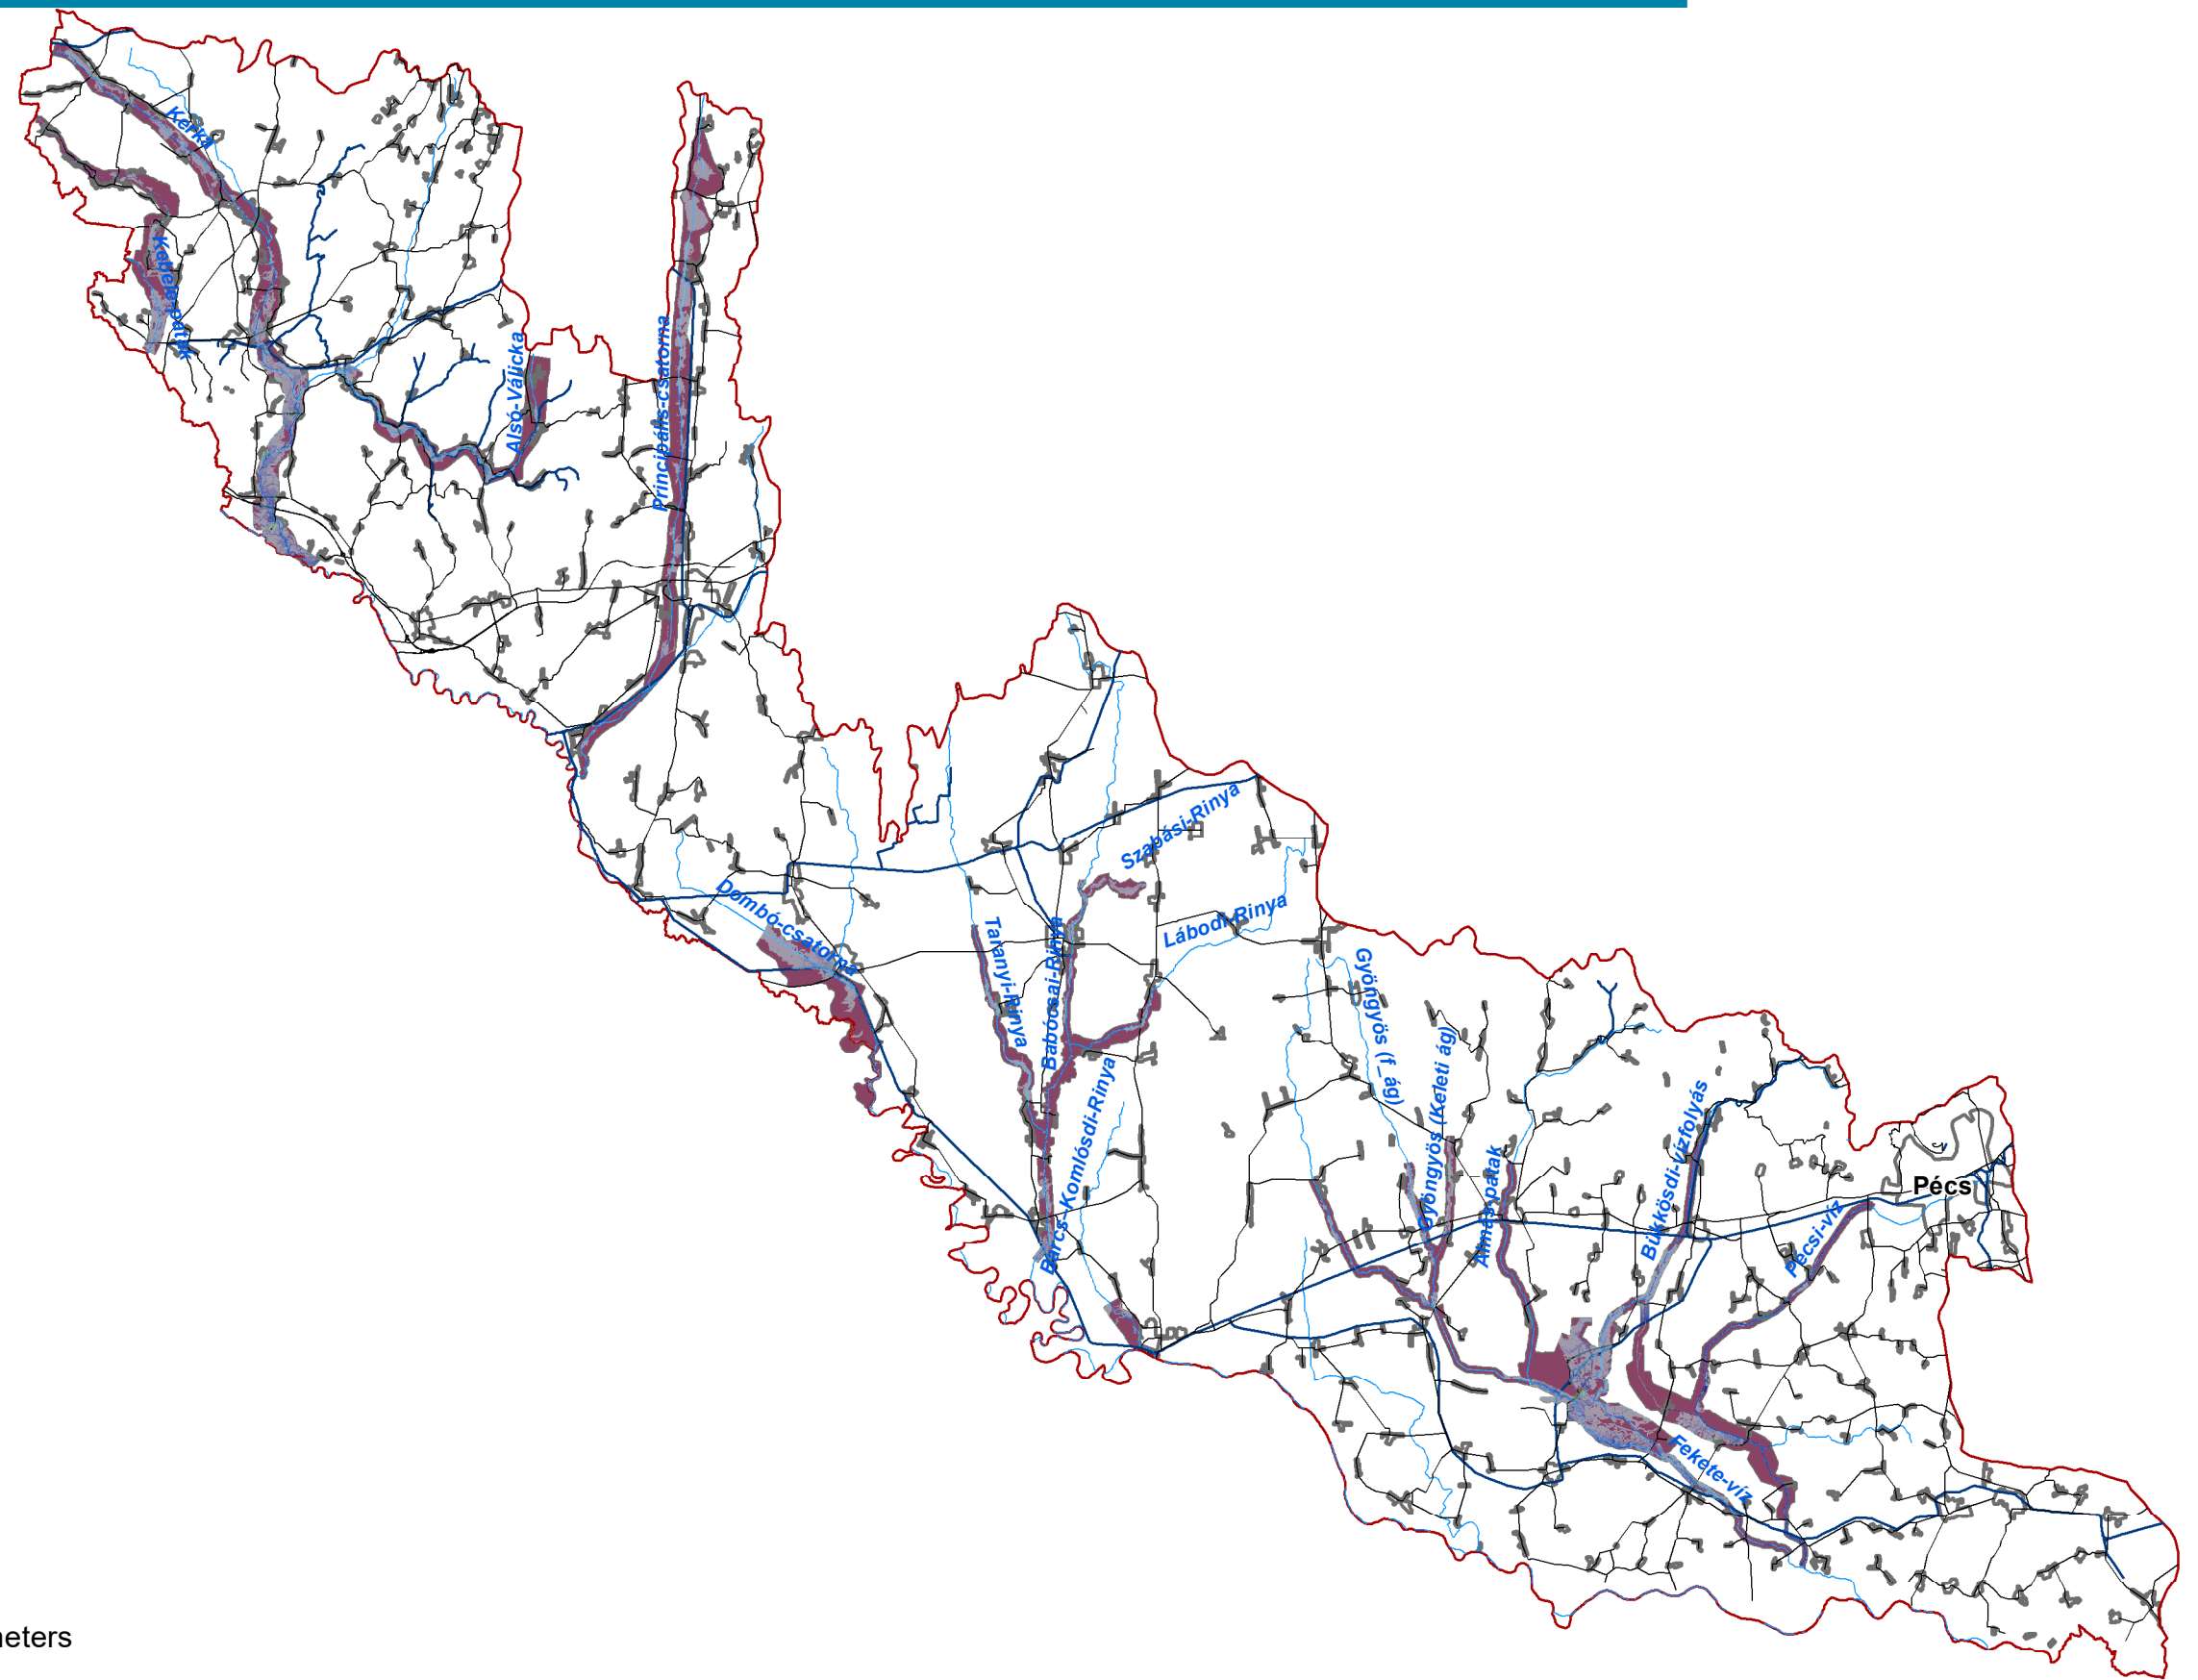 Kerka
Kebele-patak
Alsó-Válicka
Principális-csatorna
Szabási-Rinya
Dombó-csatorna
Lábodi-Rinya
Taranyi-Rinya
Babócsai-Rinya
Gyöngyös (f_ág)
Gyöngyös (Keleti ág)
Barcs-Komlósdi-Rinya
Almás-patak
Bükkösdi-vízfolyás
Pécs
Pécsi-víz
Fekete-víz
eters